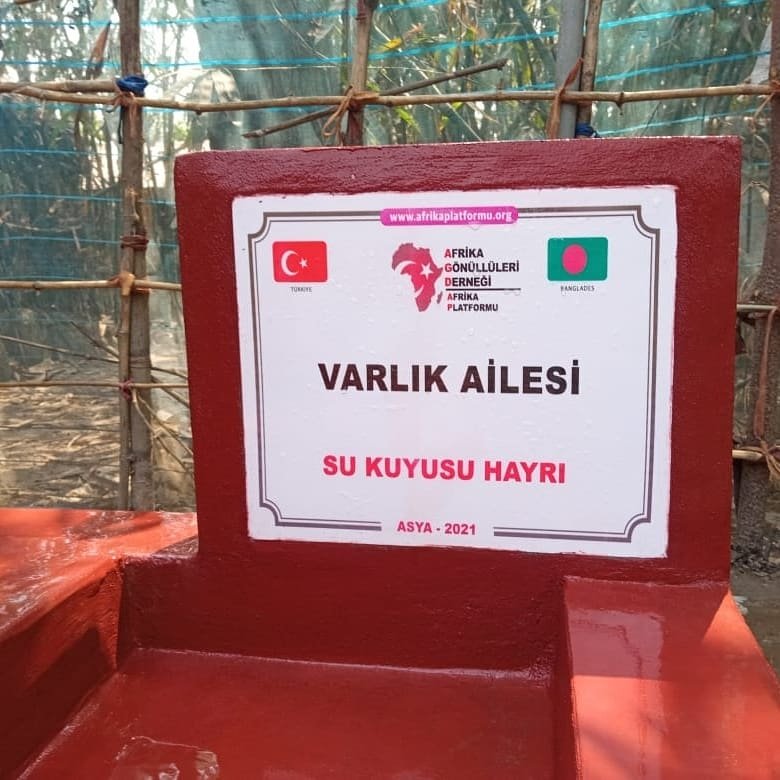 www.afrikaplatformu.org
TÜRKİYE
AFRİKA
GÖNÜLLÜLERİ
DERNEĞİ
AFRİKA
PLATFORMU
BANGLADEŞ
VARLIK AİLESİ
SU KUYUSU HAYRI
ASYA - 2021